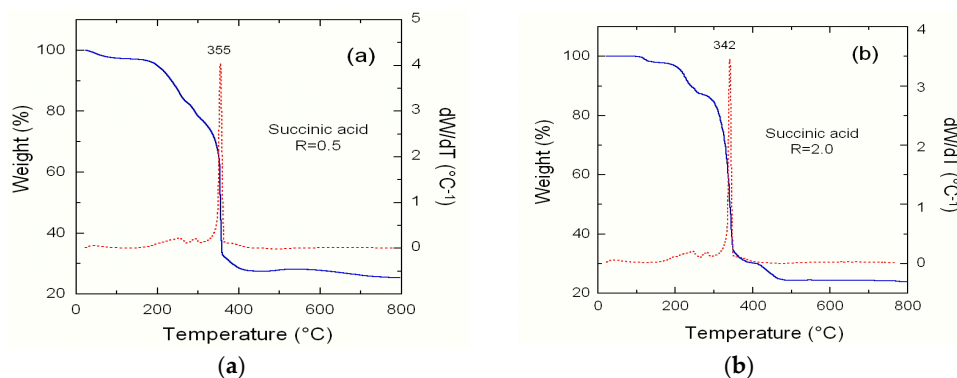 355
(a)
Succinic acid
R=0.5
Weight (%)
100
80
60
40
20
0 200 400 600 800
Temperature (°C)
5
4
3
2
1
0
dW/dT (°C-1)
(a)
342
(b)
Succinic acid
R=2.0
Weight (%)
100
80
60
40
20
0 200 400 600 800
Temperature (°C)
4
3
2
1
0
dW/dT (°C-1)
(b)